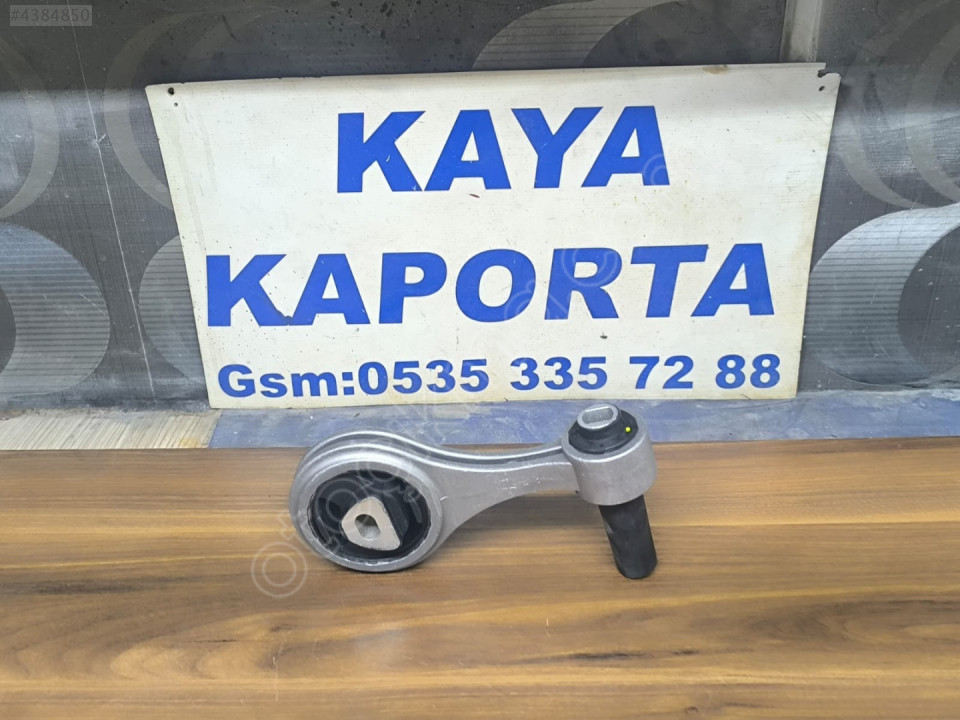 #4384850
KAYA
KAPORTA
Gsm:0535 335 72 88